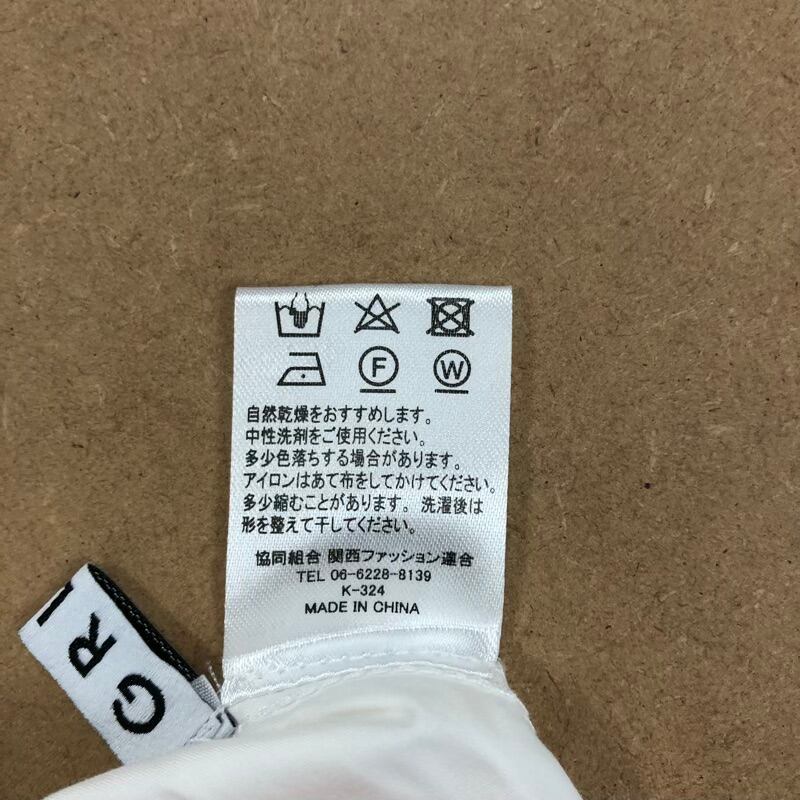 F W
自然乾燥をおすすめします。
中性洗剤をご使用ください。
多少色落ちする場合があります。
アイロンはあて布をしてかけてください。
多少縮むことがあります。洗濯後は
形を整えて干してください。
協同組合 関西ファッション連合
TEL 06-6228-8139
K-324
MADE IN CHINA
GRL